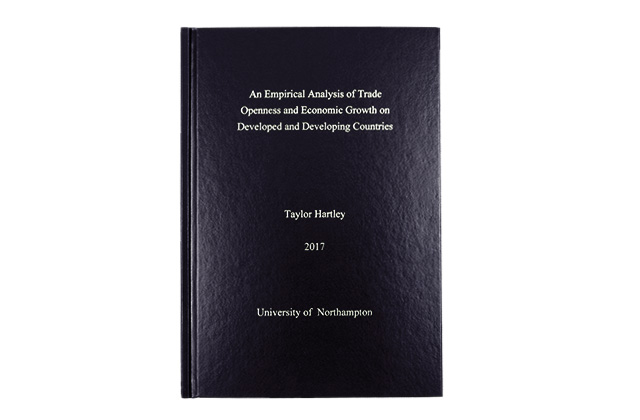 An Empirical Analysis of Trade
Openness and Economic Growth on
Developed and Developing Countries
Taylor Hartley
2017
University of Northampton